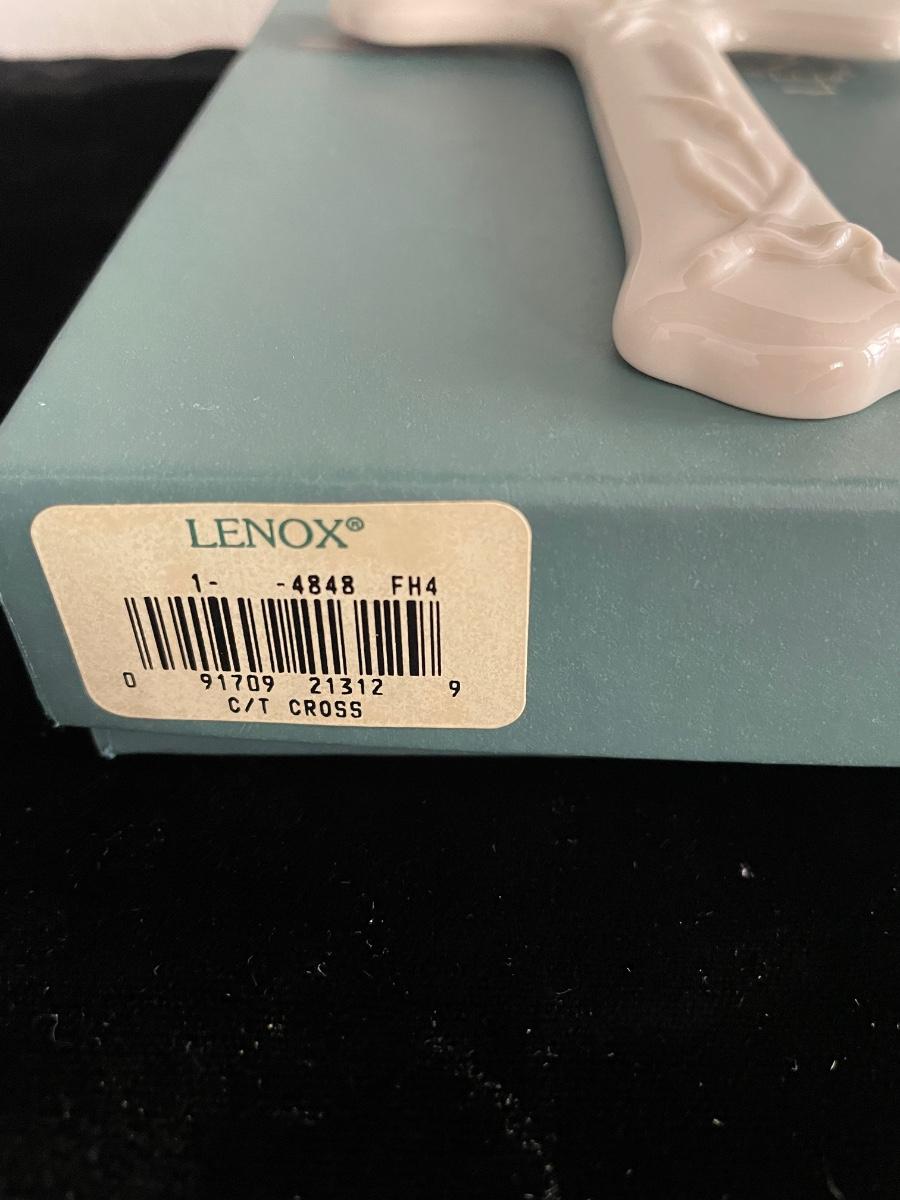 LENOX®
1- -4848 FH4
0 91709 21312 9
C/T CROSS